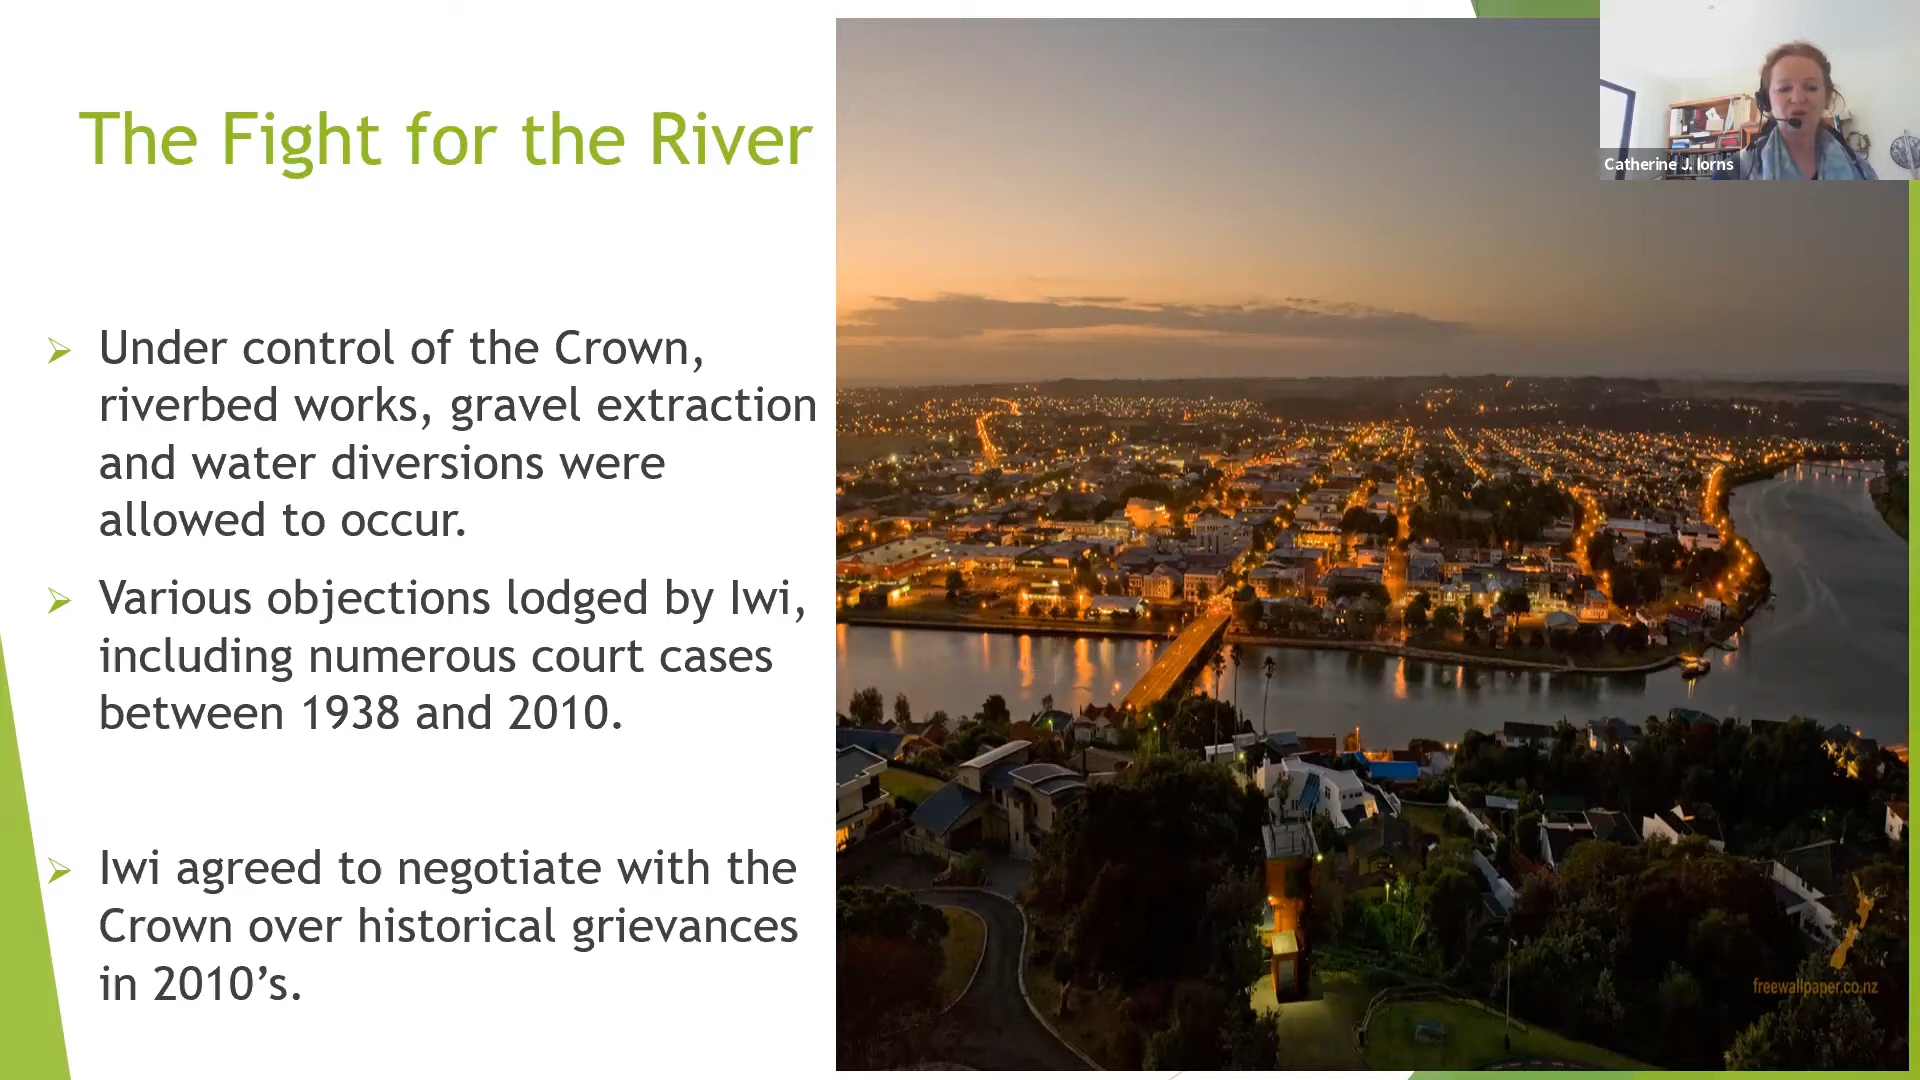 The Fight for the River
Catherine J. Iorns
Under control of the Crown,
riverbed works, gravel extraction
and water diversions were
allowed to occur.
Various objections lodged by Iwi,
including numerous court cases
between 1938 and 2010.
Iwi agreed to negotiate with the
Crown over historical grievances
in 2010’s.
freewallpaper.co.nz